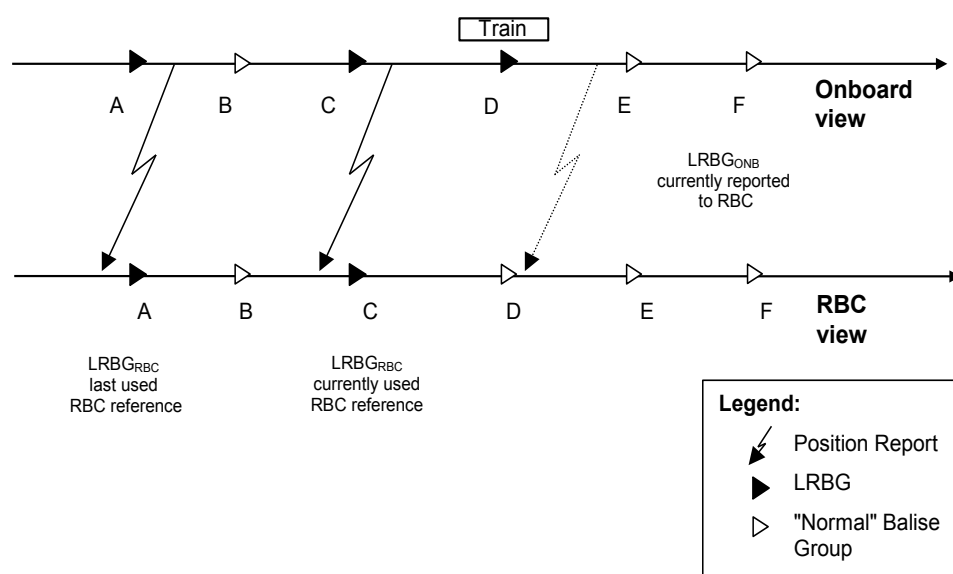 Train
A
B
C
D
E
F
Onboard
view
LRBGONB
currently reported
to RBC
A
B
C
D
E
F
RBC
view
LRBGRBC
last used
RBC reference
LRBGRBC
currently used
RBC reference
Legend:
Position Report
LRBG
"Normal" Balise
Group